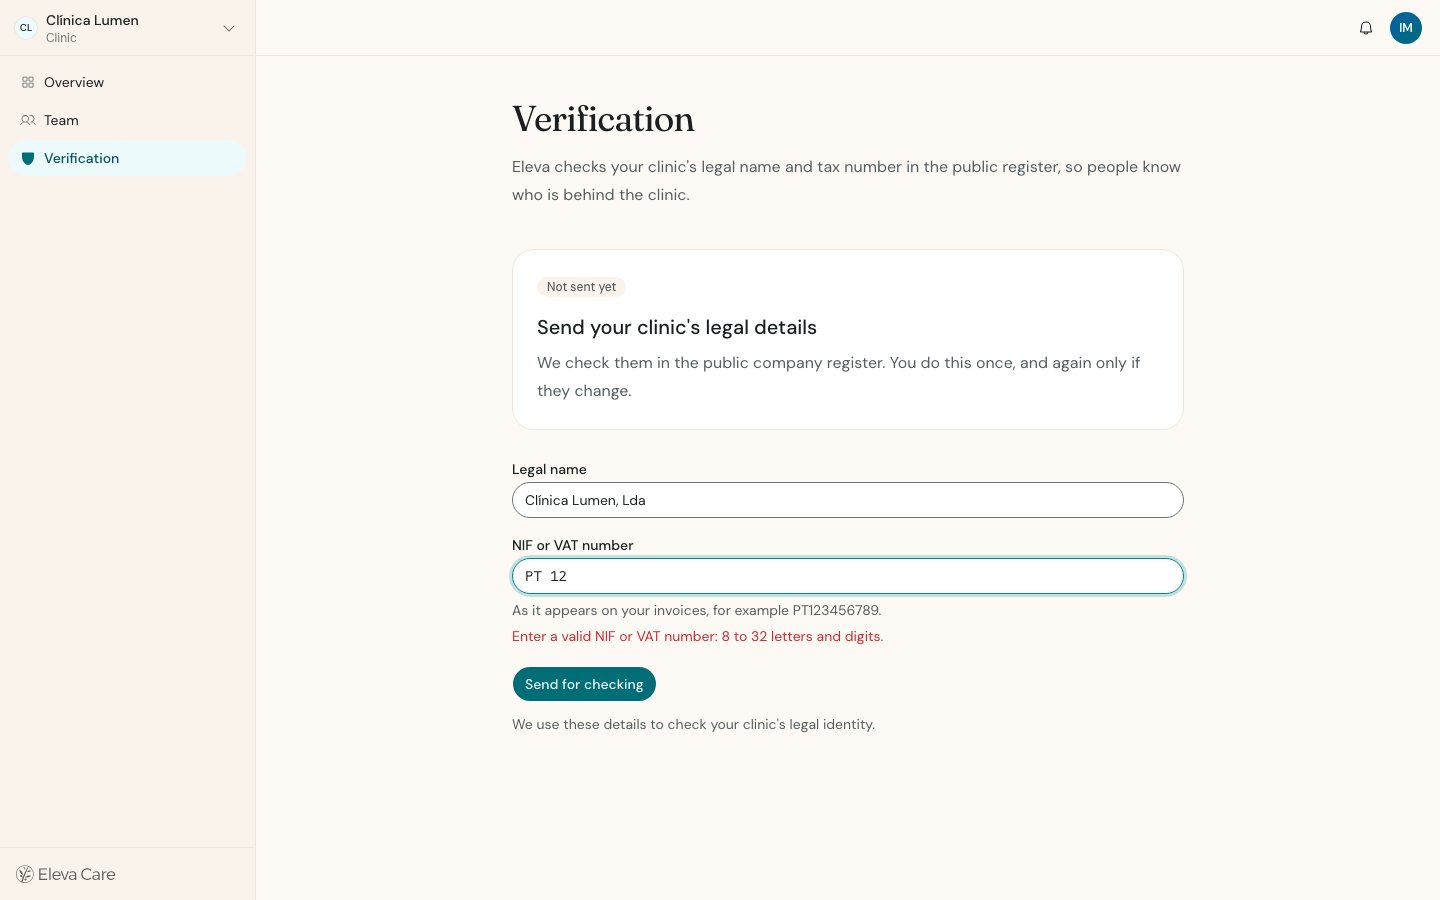 CL
Clínica Lumen
Clinic
IM
Overview
Team
Verification
Verification
Eleva checks your clinic's legal name and tax number in the public register, so people know
who is behind the clinic.
Not sent yet
Send your clinic's legal details
We check them in the public company register. You do this once, and again only if
they change.
Legal name
Clínica Lumen, Lda
NIF or VAT number
PT 12
As it appears on your invoices, for example PT123456789.
Enter a valid NIF or VAT number: 8 to 32 letters and digits.
Send for checking
We use these details to check your clinic's legal identity.
Eleva Care